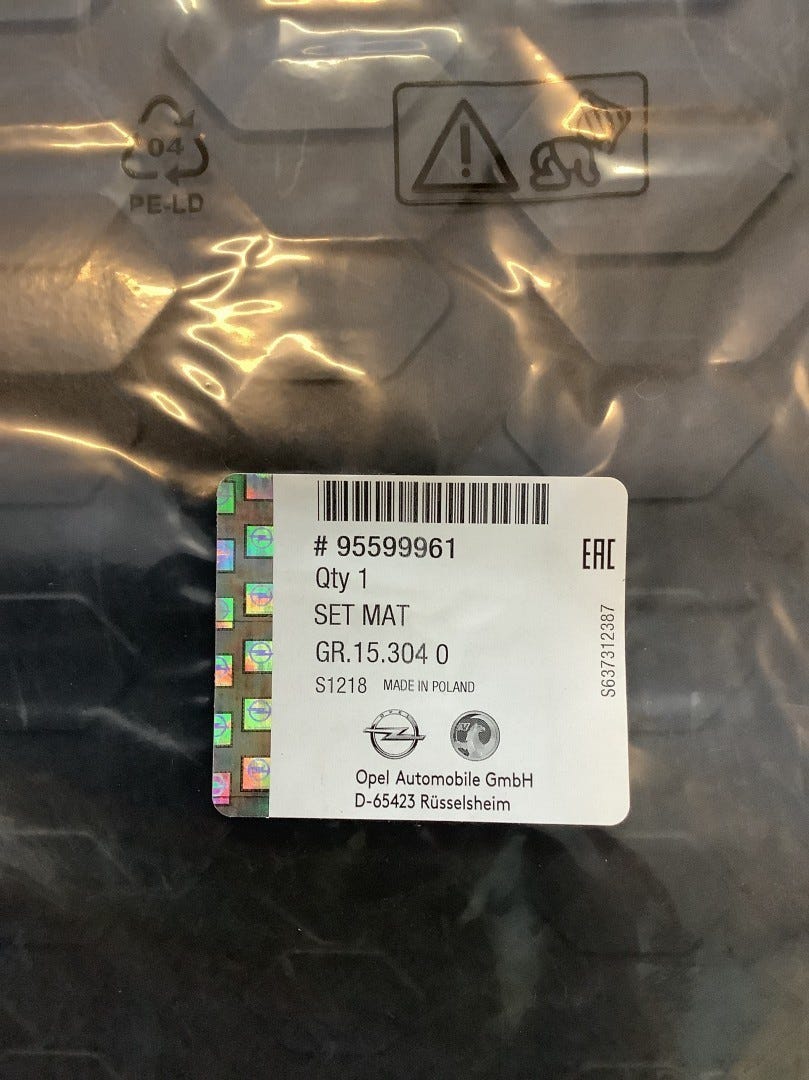 04
PE-LD
# 95599961
EAC
Qty 1
SET MAT
GR.15.304 0
S1218 MADE IN POLAND
S637312387
OPEL
Opel Automobile GmbH
D-65423 Rüsselsheim